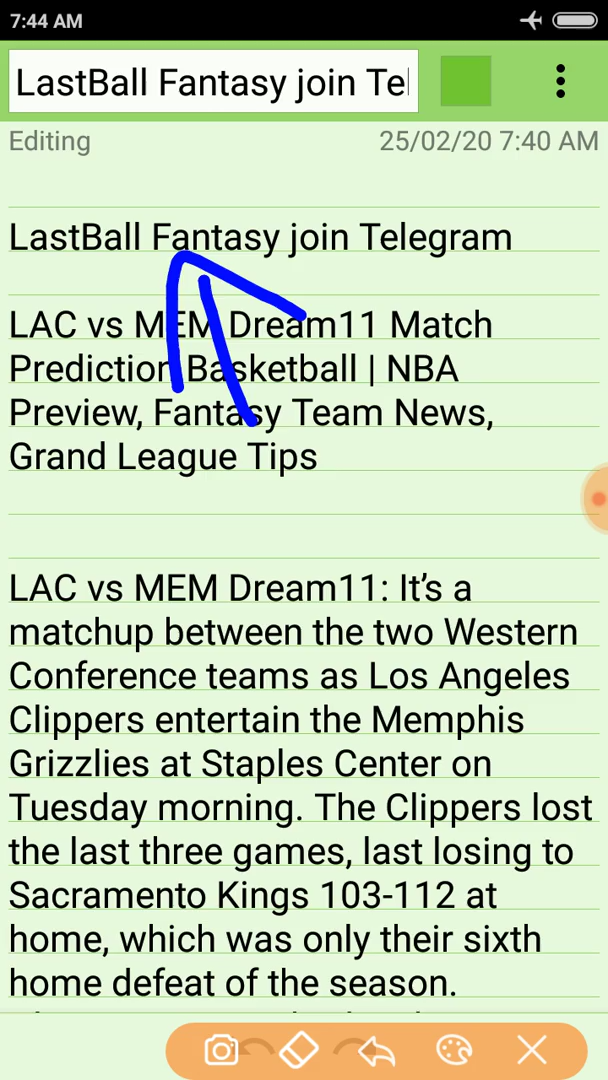 7:44 AM
LastBall Fantasy join Tel
Editing 25/02/20 7:40 AM
LastBall Fantasy join Telegram
LAC vs MEM Dream11 Match
Prediction Basketball | NBA
Preview, Fantasy Team News,
Grand League Tips
LAC vs MEM Dream11: It’s a
matchup between the two Western
Conference teams as Los Angeles
Clippers entertain the Memphis
Grizzlies at Staples Center on
Tuesday morning. The Clippers lost
the last three games, last losing to
Sacramento Kings 103-112 at
home, which was only their sixth
home defeat of the season.